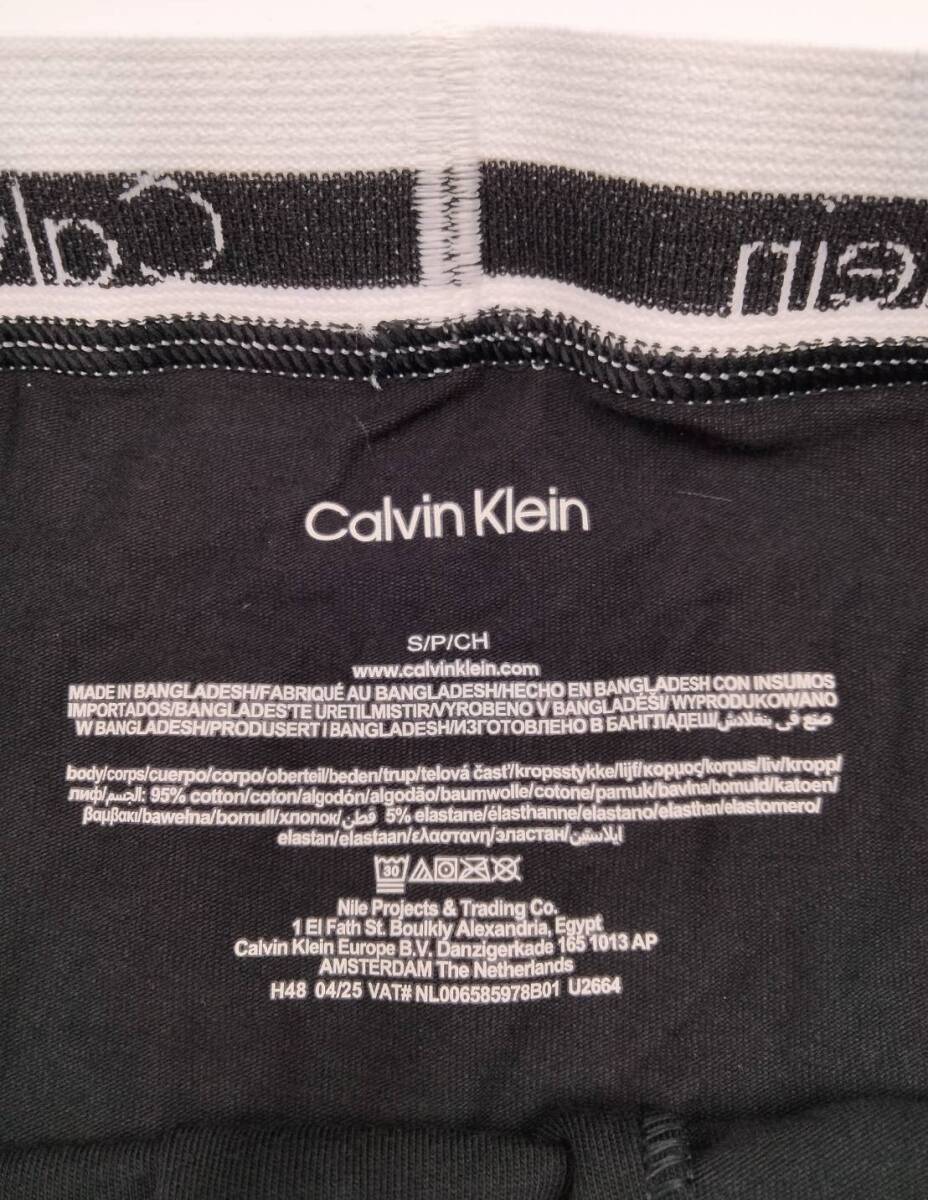 Calvin Klein
S/P/CH
www.calvinklein.com
MADE IN BANGLADESH/FABRIQUÉ AU BANGLADESH/HECHO EN BANGLADESH CON INSUMOS
IMPORTADOS/BANGLADES'TE URETILMISTIR/VYROBENO V BANGLADÉŠI/ WYPRODUKOWANO
W BANGLADESH/PRODUSERT I BANGLADESH/ИЗГОТОВЛЕНО В БАНГЛАДЕШ/صنع في بنغلادش
body/corps/cuerpo/corpo/oberteil/beden/trup/telová časť/kropsstykke/lijf/κορμος/korpus/liv/kropp/
лиф/الجسم: 95% cotton/coton/algodón/algodão/baumwolle/cotone/pamuk/bavlna/bomuld/katoen/
βαμβακι/bawełna/bomull/хлопок/قطن 5% elastane/élasthanne/elastano/elasthan/elastomero/
elastan/elastaan/ελαστανη/эластан/إيلاستين
30
Nile Projects & Trading Co.
1 El Fath St. Boulkly Alexandria, Egypt
Calvin Klein Europe B.V. Danzigerkade 165 1013 AP
AMSTERDAM The Netherlands
H48 04/25 VAT# NL006585978B01 U2664